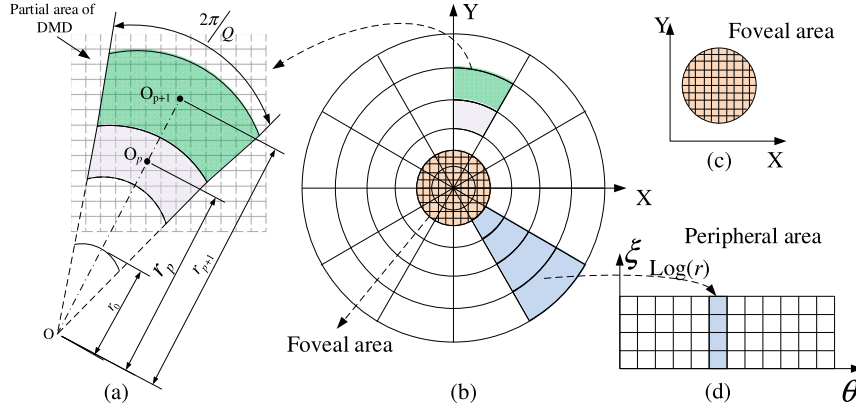 Partial area of
DMD
2π/Q
O_{p+1}
O_p
r_0
r_p
r_{p+1}
O
(a)
Y
X
Foveal area
(b)
Y
Foveal area
X
(c)
Peripheral area
ξ
Log(r)
θ
(d)